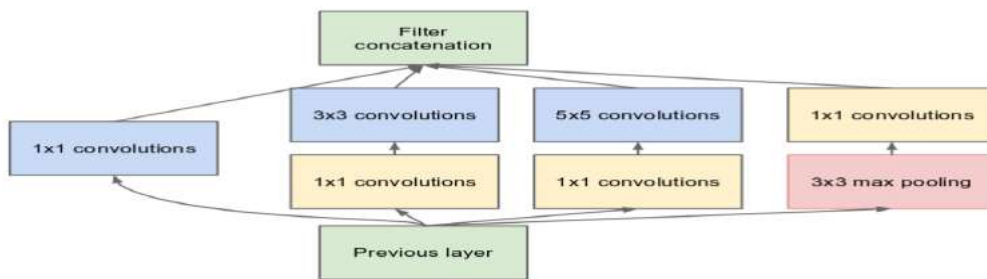 Filter
concatenation
3x3 convolutions
5x5 convolutions
1x1 convolutions
1x1 convolutions
1x1 convolutions
1x1 convolutions
3x3 max pooling
Previous layer